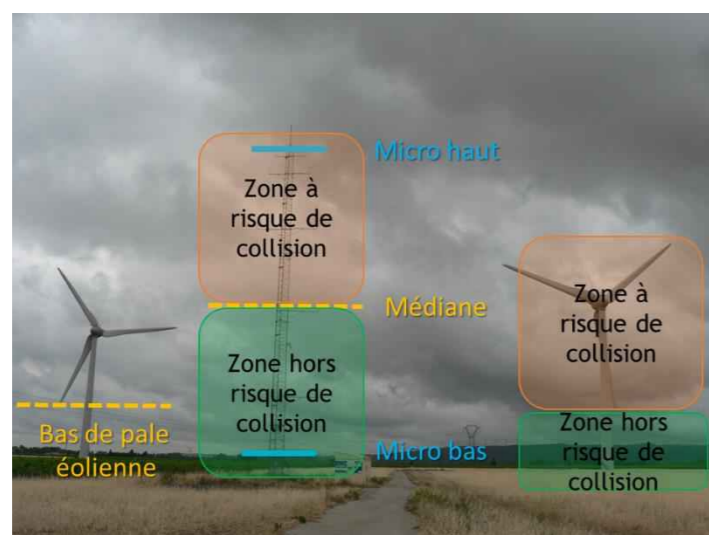 Micro haut
Zone à
risque de
collision
Médiane
Zone hors
risque de
collision
Micro bas
Bas de pale
éolienne
Zone à
risque de
collision
Zone hors
risque de
collision